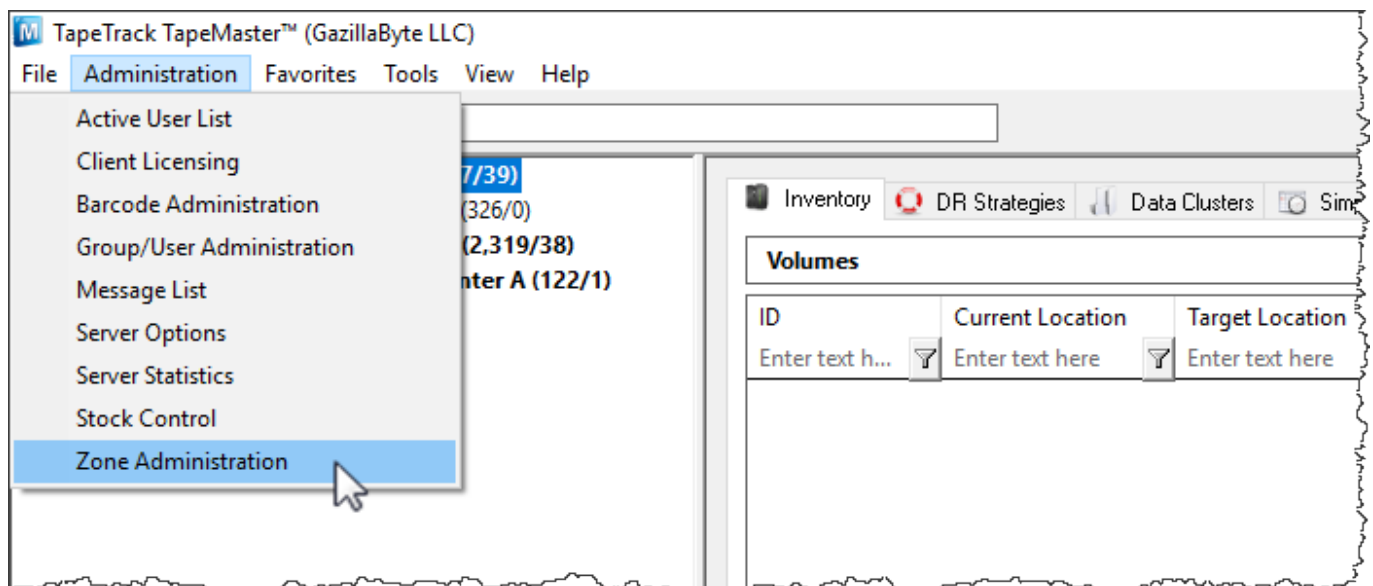 TapeTrack TapeMaster™ (GazillaByte LLC)
File Administration Favorites Tools View Help
Active User List
Client Licensing
Barcode Administration
Group/User Administration
Message List
Server Options
Server Statistics
Stock Control
Zone Administration
7/39)
(326/0)
(2,319/38)
nter A (122/1)
Inventory DR Strategies Data Clusters Sim
Volumes
ID Current Location Target Location
Enter text h... Enter text here Enter text here